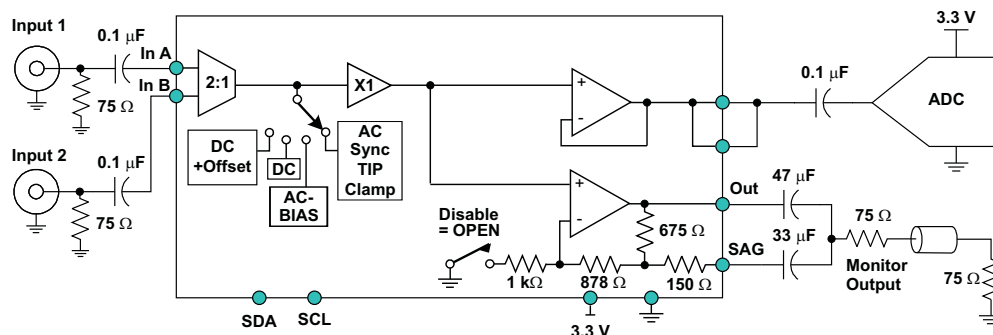 Input 1
0.1 μF
In A
In B
2:1
75 Ω
Input 2
0.1 μF
75 Ω
X1
DC
+Offset
DC
AC-
BIAS
AC
Sync
TIP
Clamp
+
-
+
-
Disable
= OPEN
1 kΩ
878 Ω
675 Ω
150 Ω
Out
SAG
SDA
SCL
3.3 V
0.1 μF
3.3 V
ADC
47 μF
33 μF
75 Ω
Monitor
Output
75 Ω